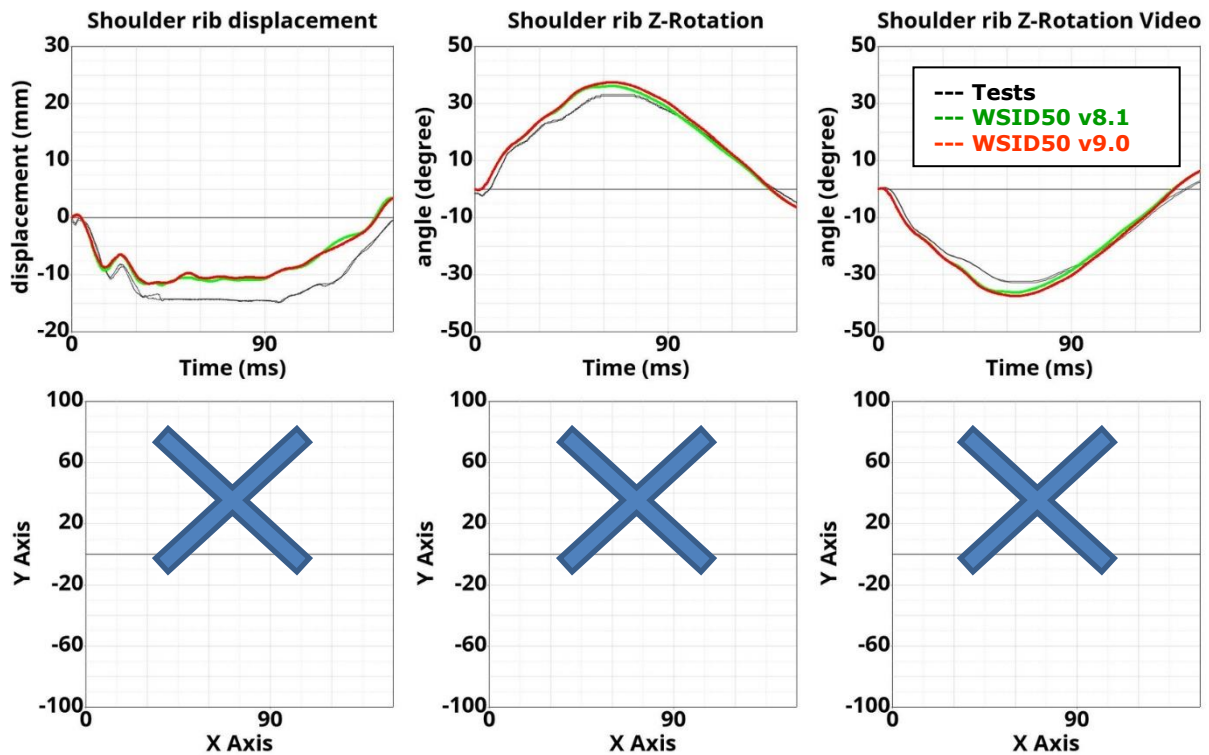 Shoulder rib displacement
30
20
10
0
-10
-20
displacement (mm)
0
90
Time (ms)
Shoulder rib Z-Rotation
50
30
10
-10
-30
-50
angle (degree)
0
90
Time (ms)
Shoulder rib Z-Rotation Video
50
30
10
-10
-30
-50
angle (degree)
--- Tests
--- WSID50 v8.1
--- WSID50 v9.0
0
90
Time (ms)
100
60
20
-20
-60
-100
Y Axis
0
90
X Axis
100
60
20
-20
-60
-100
Y Axis
0
90
X Axis
100
60
20
-20
-60
-100
Y Axis
0
90
X Axis